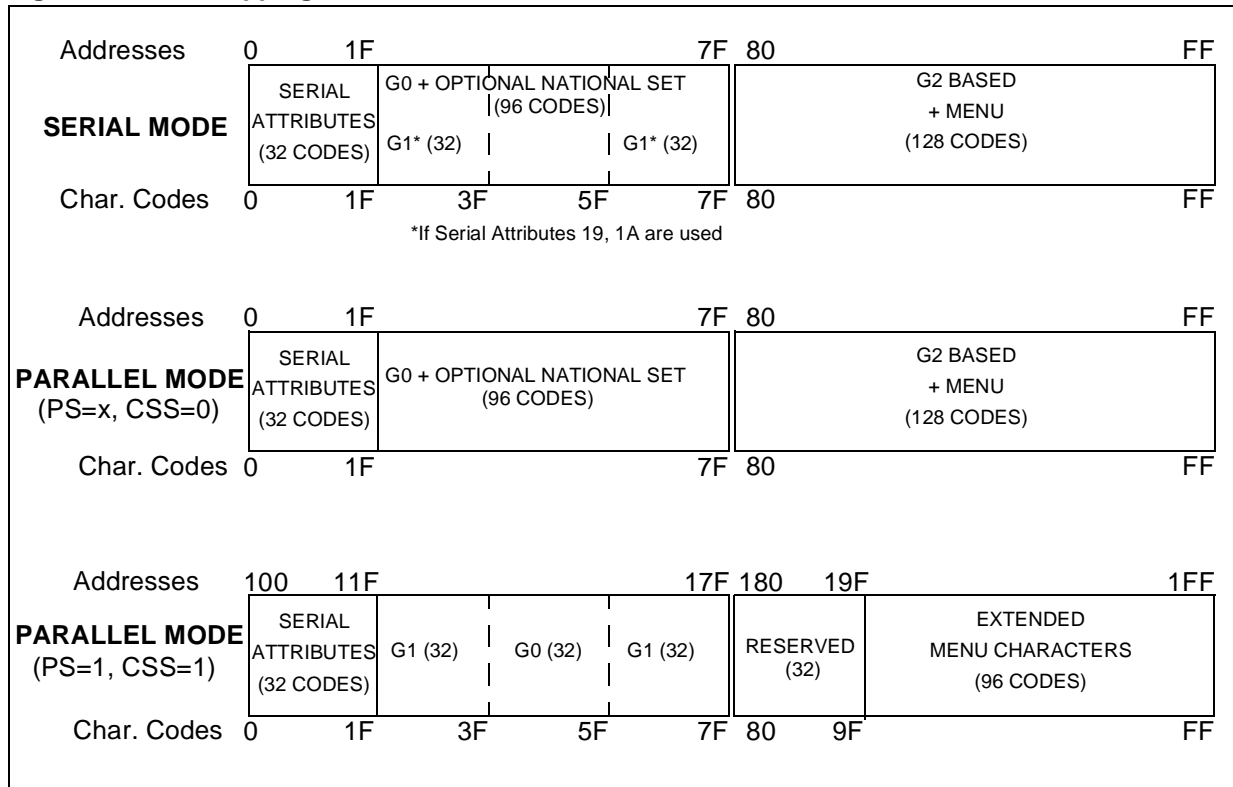 Addresses 0 1F 7F 80 FF
SERIAL MODE
SERIAL
ATTRIBUTES
(32 CODES)
G0 + OPTIONAL NATIONAL SET
(96 CODES)
G1* (32) G1* (32)
G2 BASED
+ MENU
(128 CODES)
Char. Codes 0 1F 3F 5F 7F 80 FF
*If Serial Attributes 19, 1A are used
Addresses 0 1F 7F 80 FF
PARALLEL MODE
(PS=x, CSS=0)
SERIAL
ATTRIBUTES
(32 CODES)
G0 + OPTIONAL NATIONAL SET
(96 CODES)
G2 BASED
+ MENU
(128 CODES)
Char. Codes 0 1F 7F 80 FF
Addresses 100 11F 17F 180 19F 1FF
PARALLEL MODE
(PS=1, CSS=1)
SERIAL
ATTRIBUTES
(32 CODES)
G1 (32) G0 (32) G1 (32)
RESERVED
(32)
EXTENDED
MENU CHARACTERS
(96 CODES)
Char. Codes 0 1F 3F 5F 7F 80 9F FF